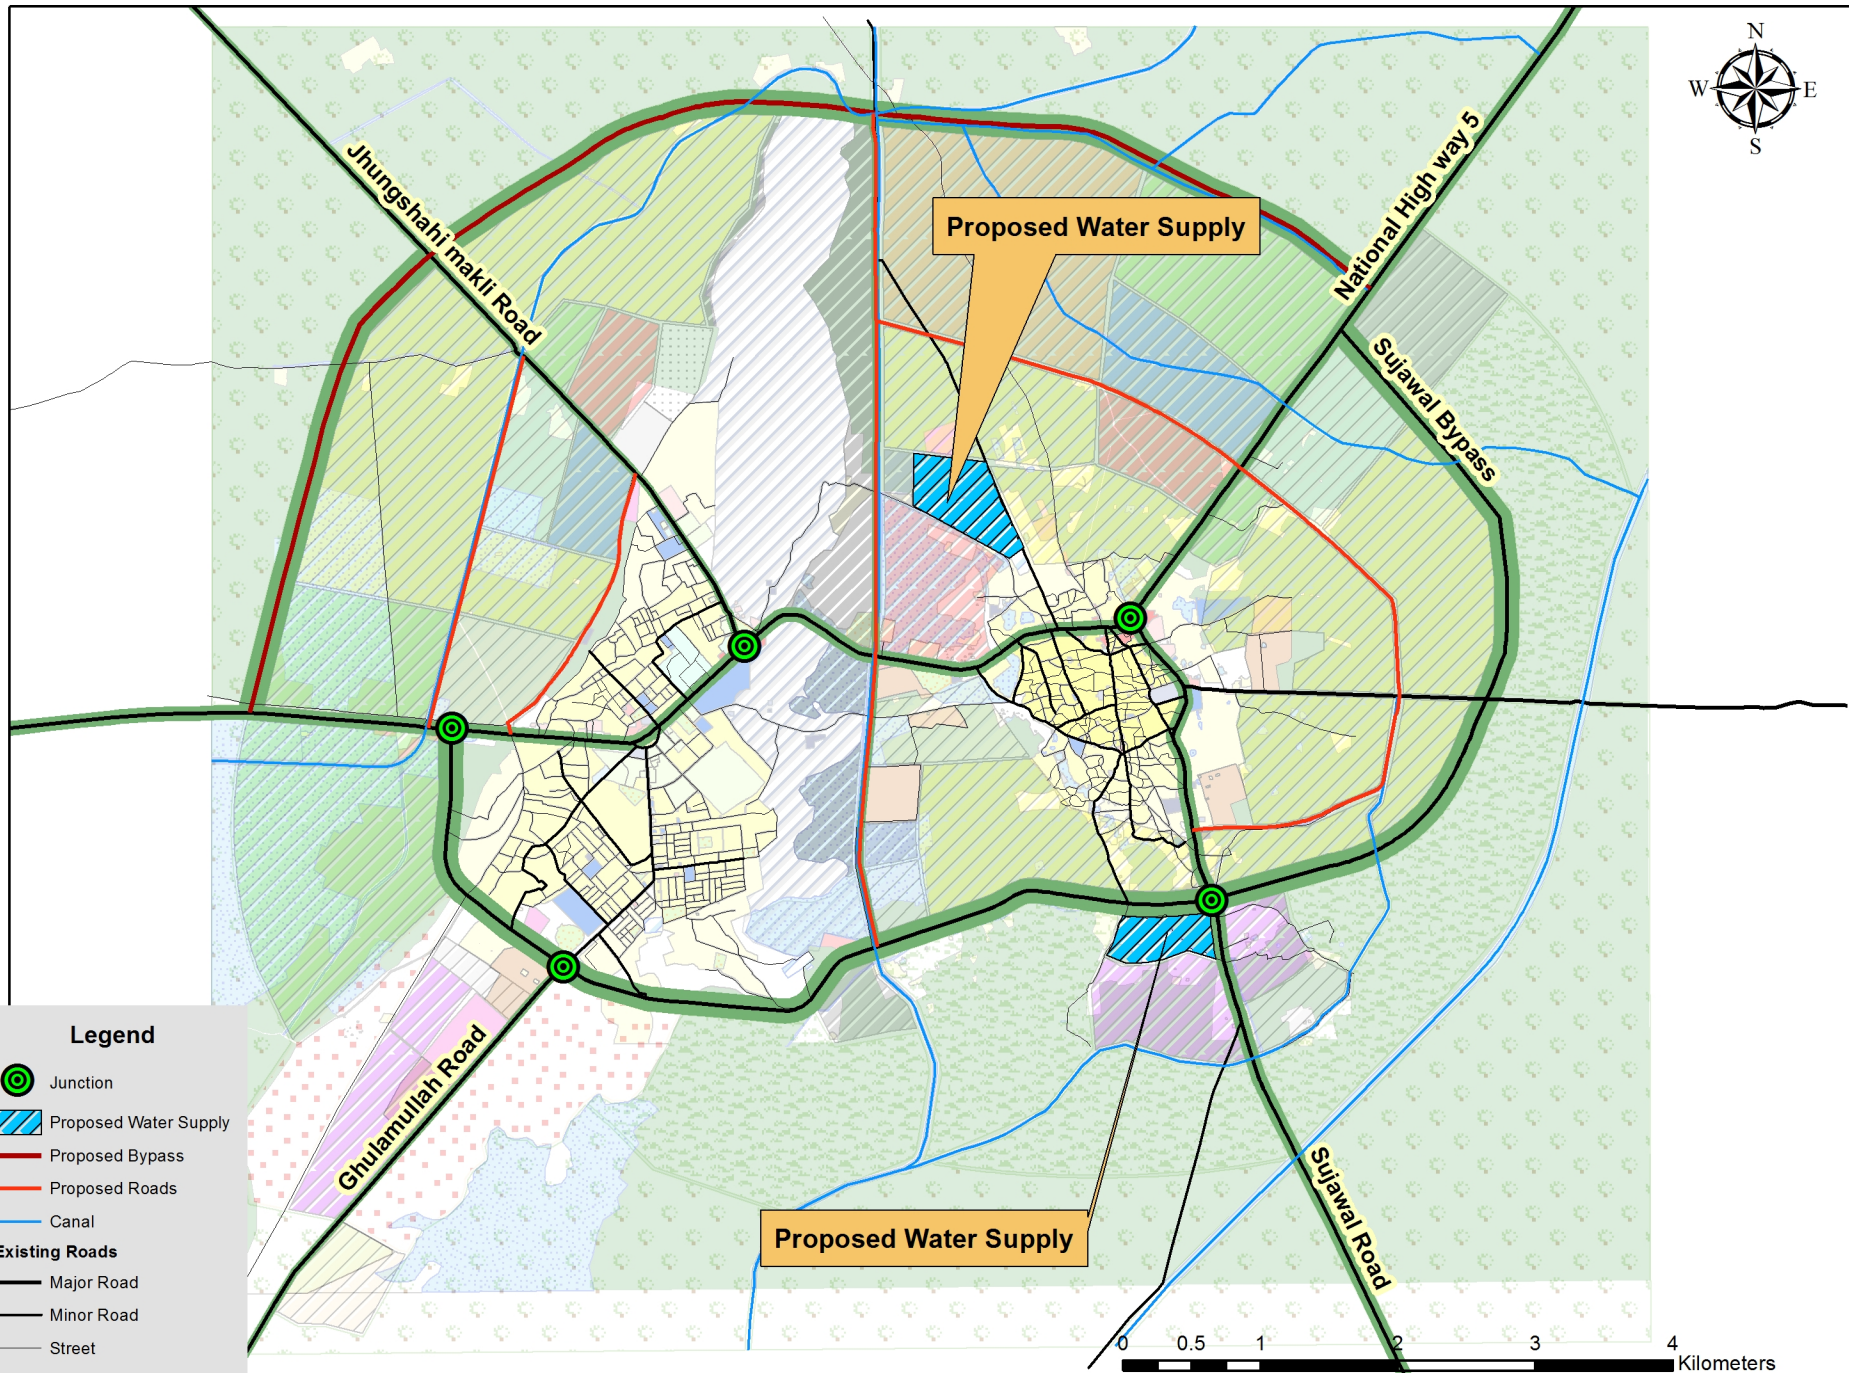 N
W
E
S
Jhungshahi makli Road
National High way 5
Proposed Water Supply
Sujawal Bypass
Legend
Junction
Proposed Water Supply
Proposed Bypass
Proposed Roads
Canal
Existing Roads
Major Road
Minor Road
Street
Ghulamullah Road
Proposed Water Supply
Sujawal Road
0 0.5 1 2 3 4
Kilometers